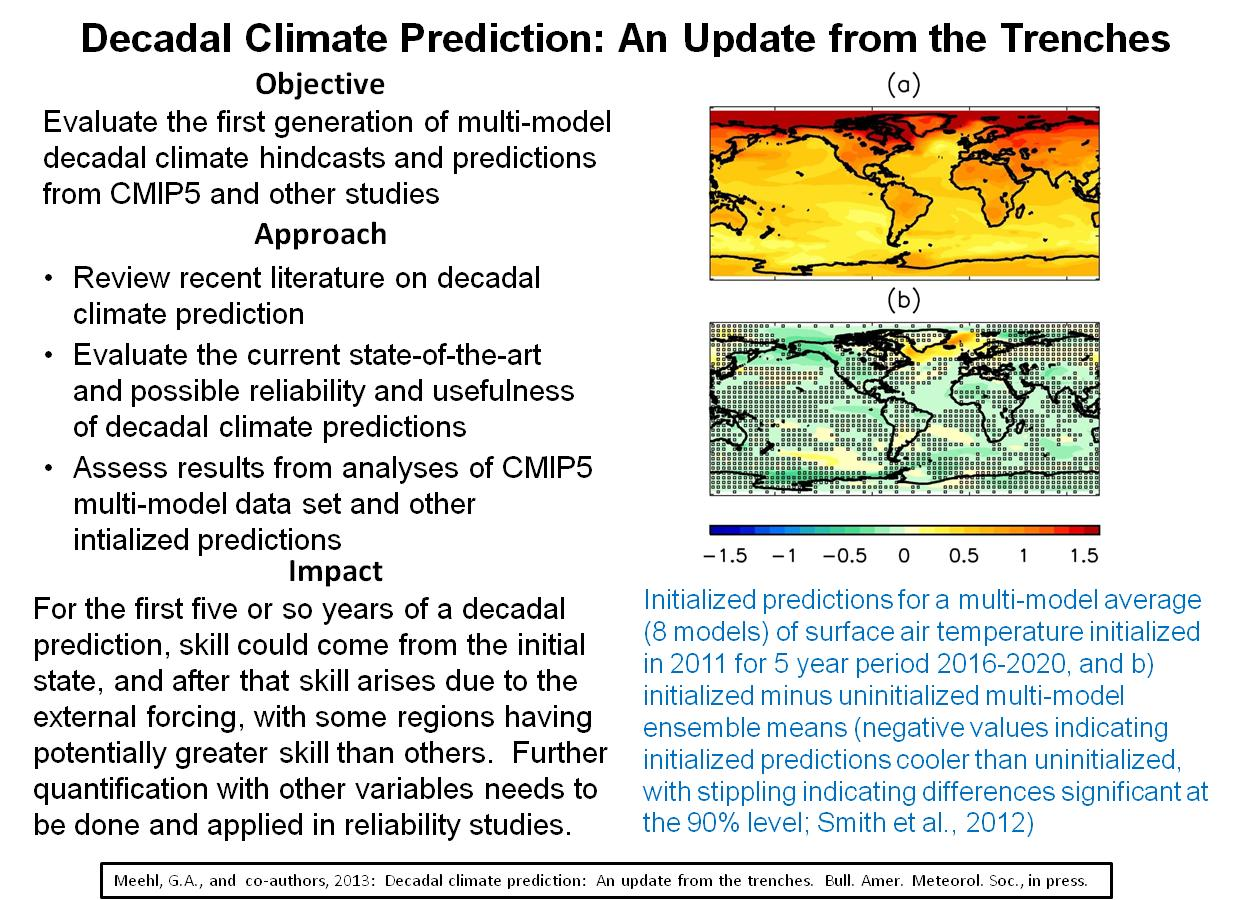 Decadal Climate Prediction: An Update from the Trenches
Objective
Evaluate the first generation of multi-model
decadal climate hindcasts and predictions
from CMIP5 and other studies
Approach
• Review recent literature on decadal
climate prediction
• Evaluate the current state-of-the-art
and possible reliability and usefulness
of decadal climate predictions
• Assess results from analyses of CMIP5
multi-model data set and other
intialized predictions
Impact
For the first five or so years of a decadal
prediction, skill could come from the initial
state, and after that skill arises due to the
external forcing, with some regions having
potentially greater skill than others.  Further
quantification with other variables needs to
be done and applied in reliability studies.
(a)
(b)
−1.5 −1 −0.5 0 0.5 1 1.5
Initialized predictions for a multi-model average
(8 models) of surface air temperature initialized
in 2011 for 5 year period 2016-2020, and b)
initialized minus uninitialized multi-model
ensemble means (negative values indicating
initialized predictions cooler than uninitialized,
with stippling indicating differences significant at
the 90% level; Smith et al., 2012)
Meehl, G.A., and co-authors, 2013: Decadal climate prediction: An update from the trenches. Bull. Amer. Meteorol. Soc., in press.